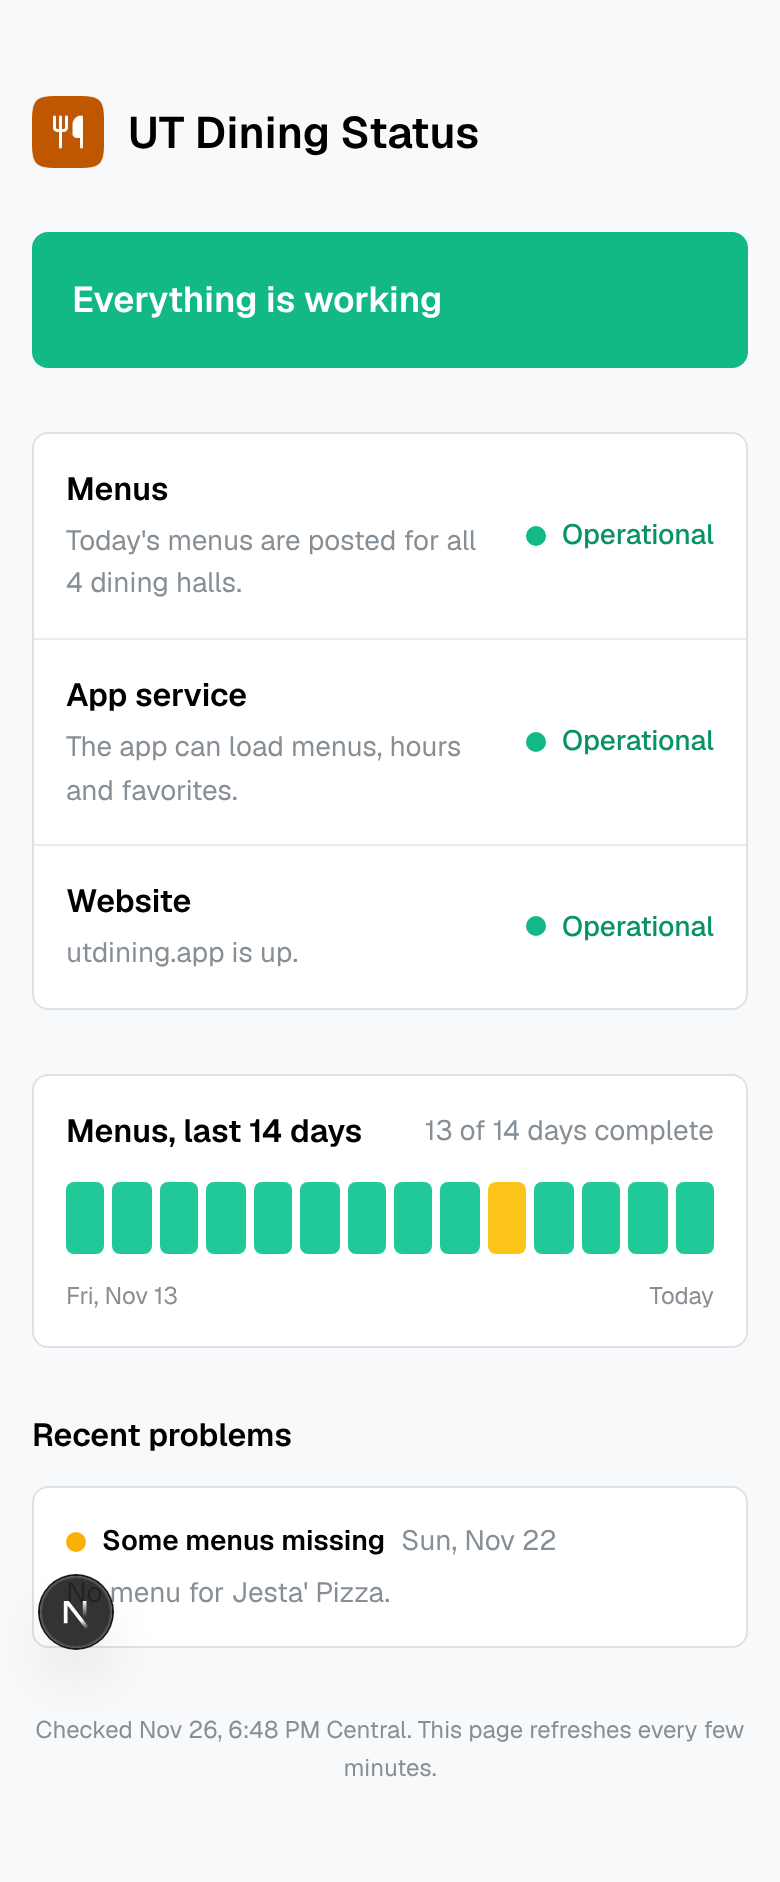 UT Dining Status
Everything is working
Menus
Today's menus are posted for all
4 dining halls.
Operational
App service
The app can load menus, hours
and favorites.
Operational
Website
utdining.app is up.
Operational
Menus, last 14 days
13 of 14 days complete
Fri, Nov 13
Today
Recent problems
Some menus missing Sun, Nov 22
No menu for Jesta' Pizza.
N
Checked Nov 26, 6:48 PM Central. This page refreshes every few
minutes.